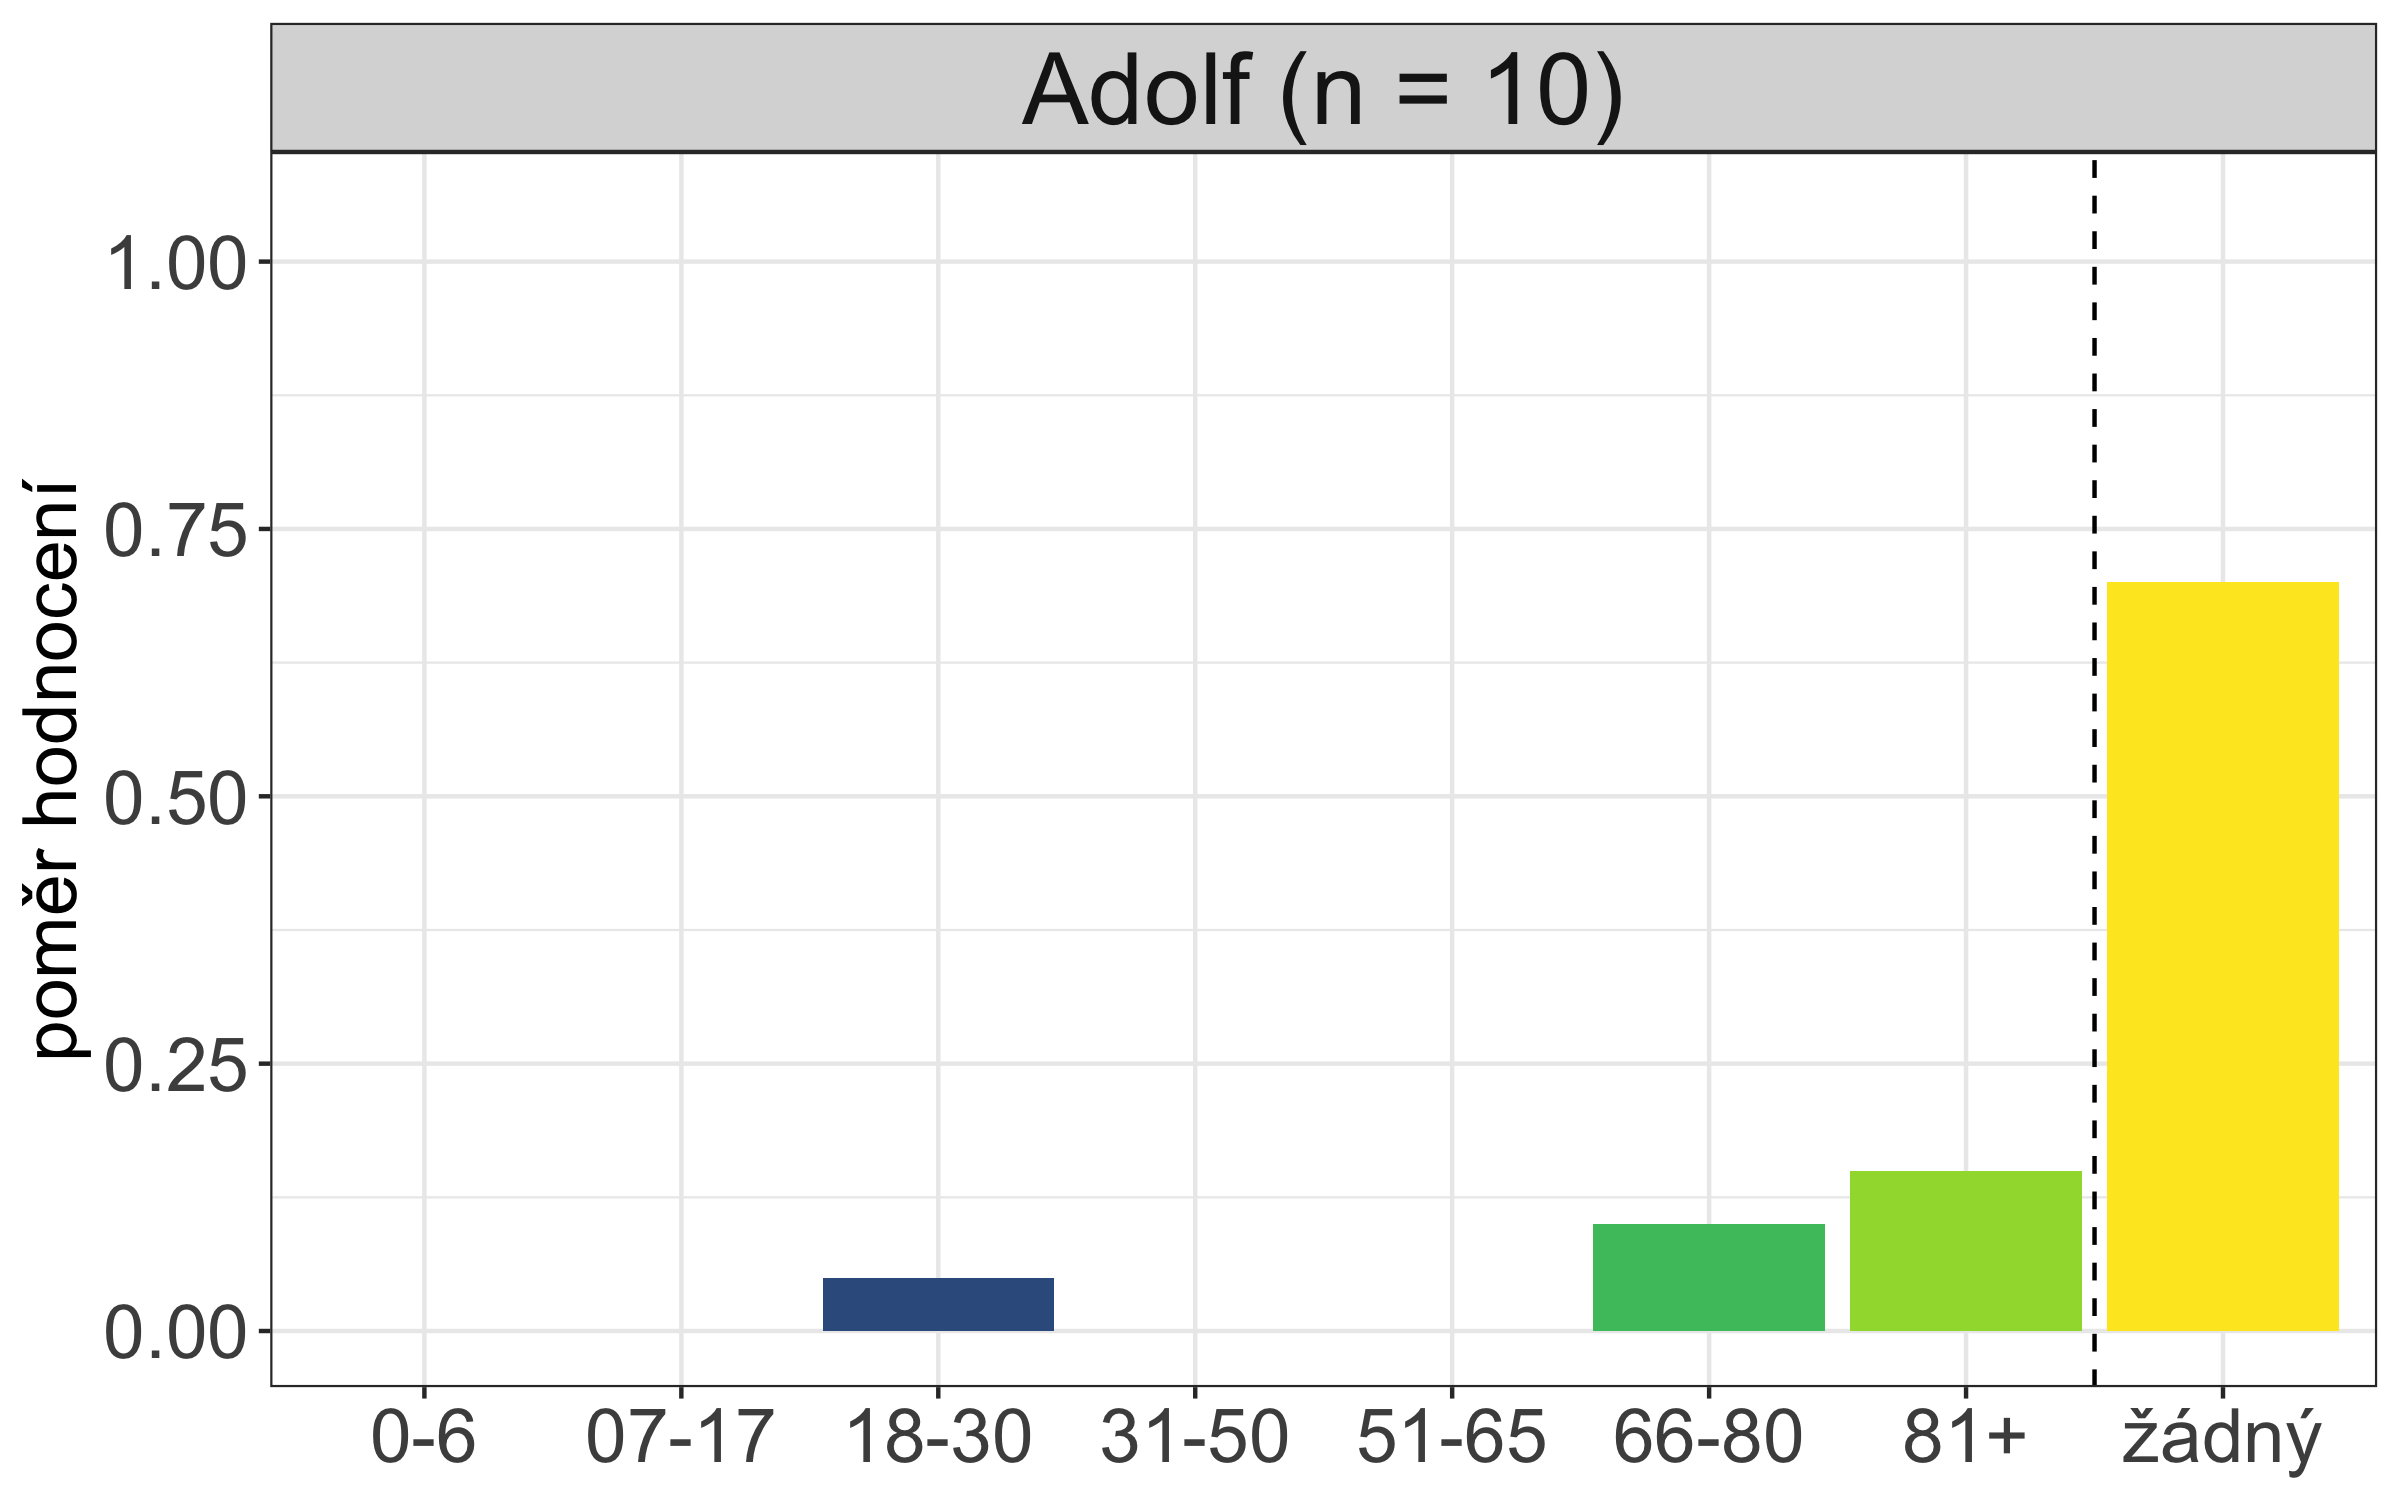 Adolf (n = 10)
poměr hodnocení
1.00
0.75
0.50
0.25
0.00
0-6 07-17 18-30 31-50 51-65 66-80 81+ žádný